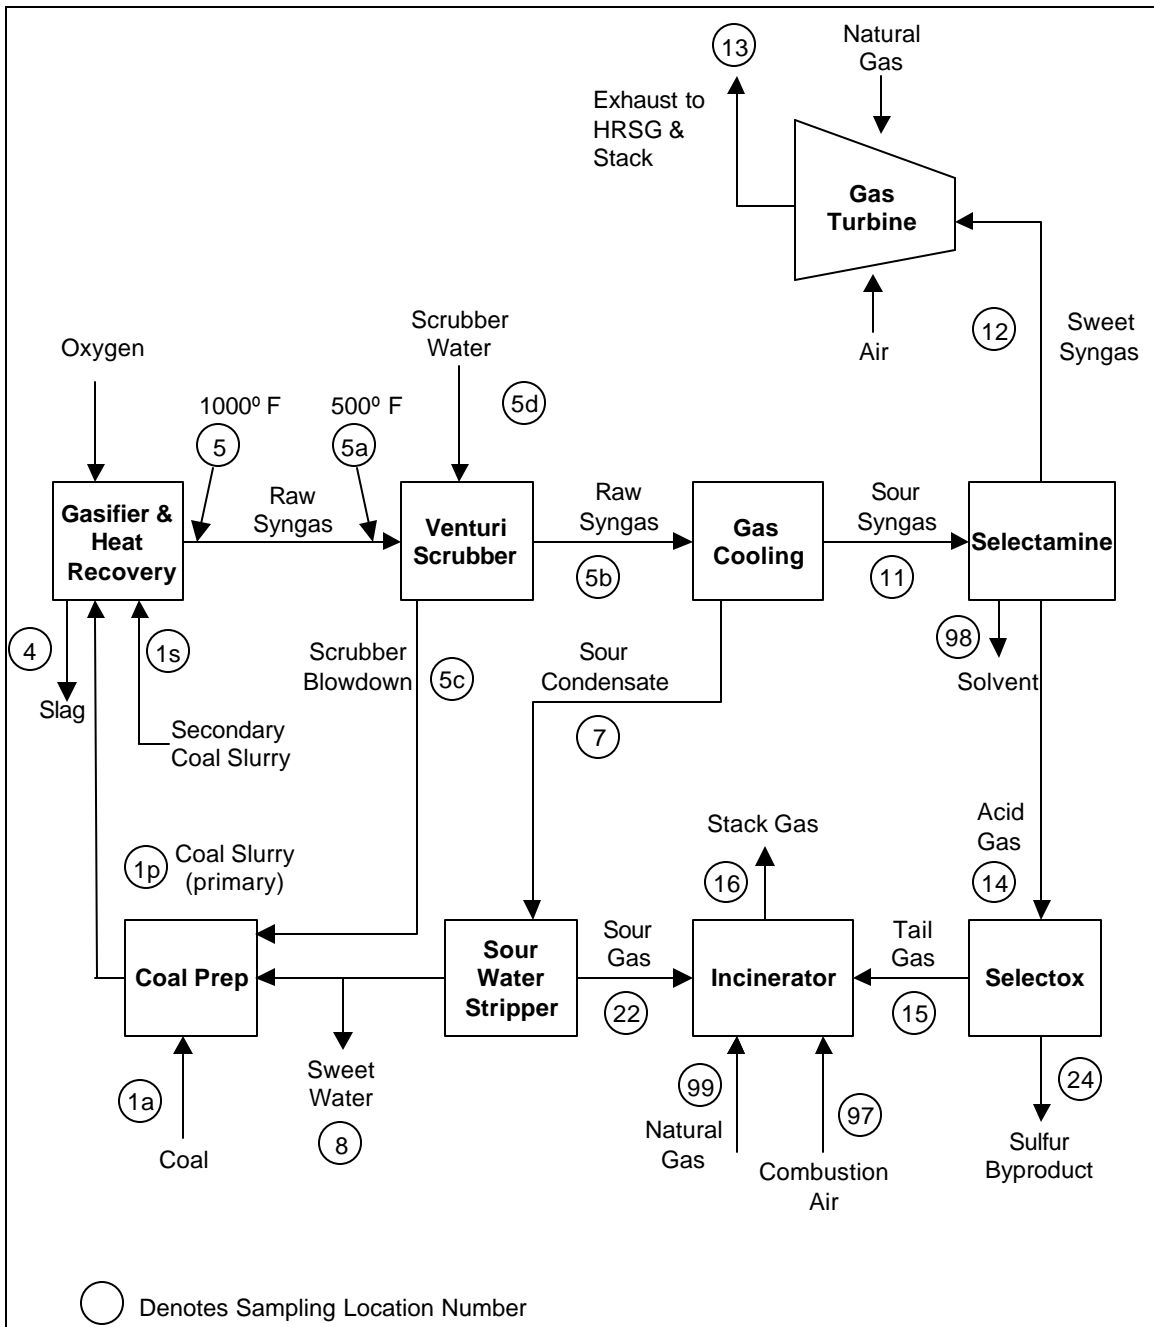 13
Natural
Gas
Exhaust to
HRSG &
Stack
Gas
Turbine
Air
12
Sweet
Syngas
Oxygen
1000º F
5
500º F
5a
Scrubber
Water
5d
Gasifier &
Heat
Recovery
Raw
Syngas
Venturi
Scrubber
Raw
Syngas
5b
Gas
Cooling
Sour
Syngas
11
Selectamine
4
Slag
1s
Secondary
Coal Slurry
Scrubber
Blowdown
5c
Sour
Condensate
7
98
Solvent
1p
Coal Slurry
(primary)
Stack Gas
16
Acid
Gas
14
Coal Prep
Sour
Water
Stripper
Sour
Gas
22
Incinerator
Tail
Gas
15
Selectox
1a
Coal
Sweet
Water
8
99
Natural
Gas
97
Combustion
Air
24
Sulfur
Byproduct
Denotes Sampling Location Number